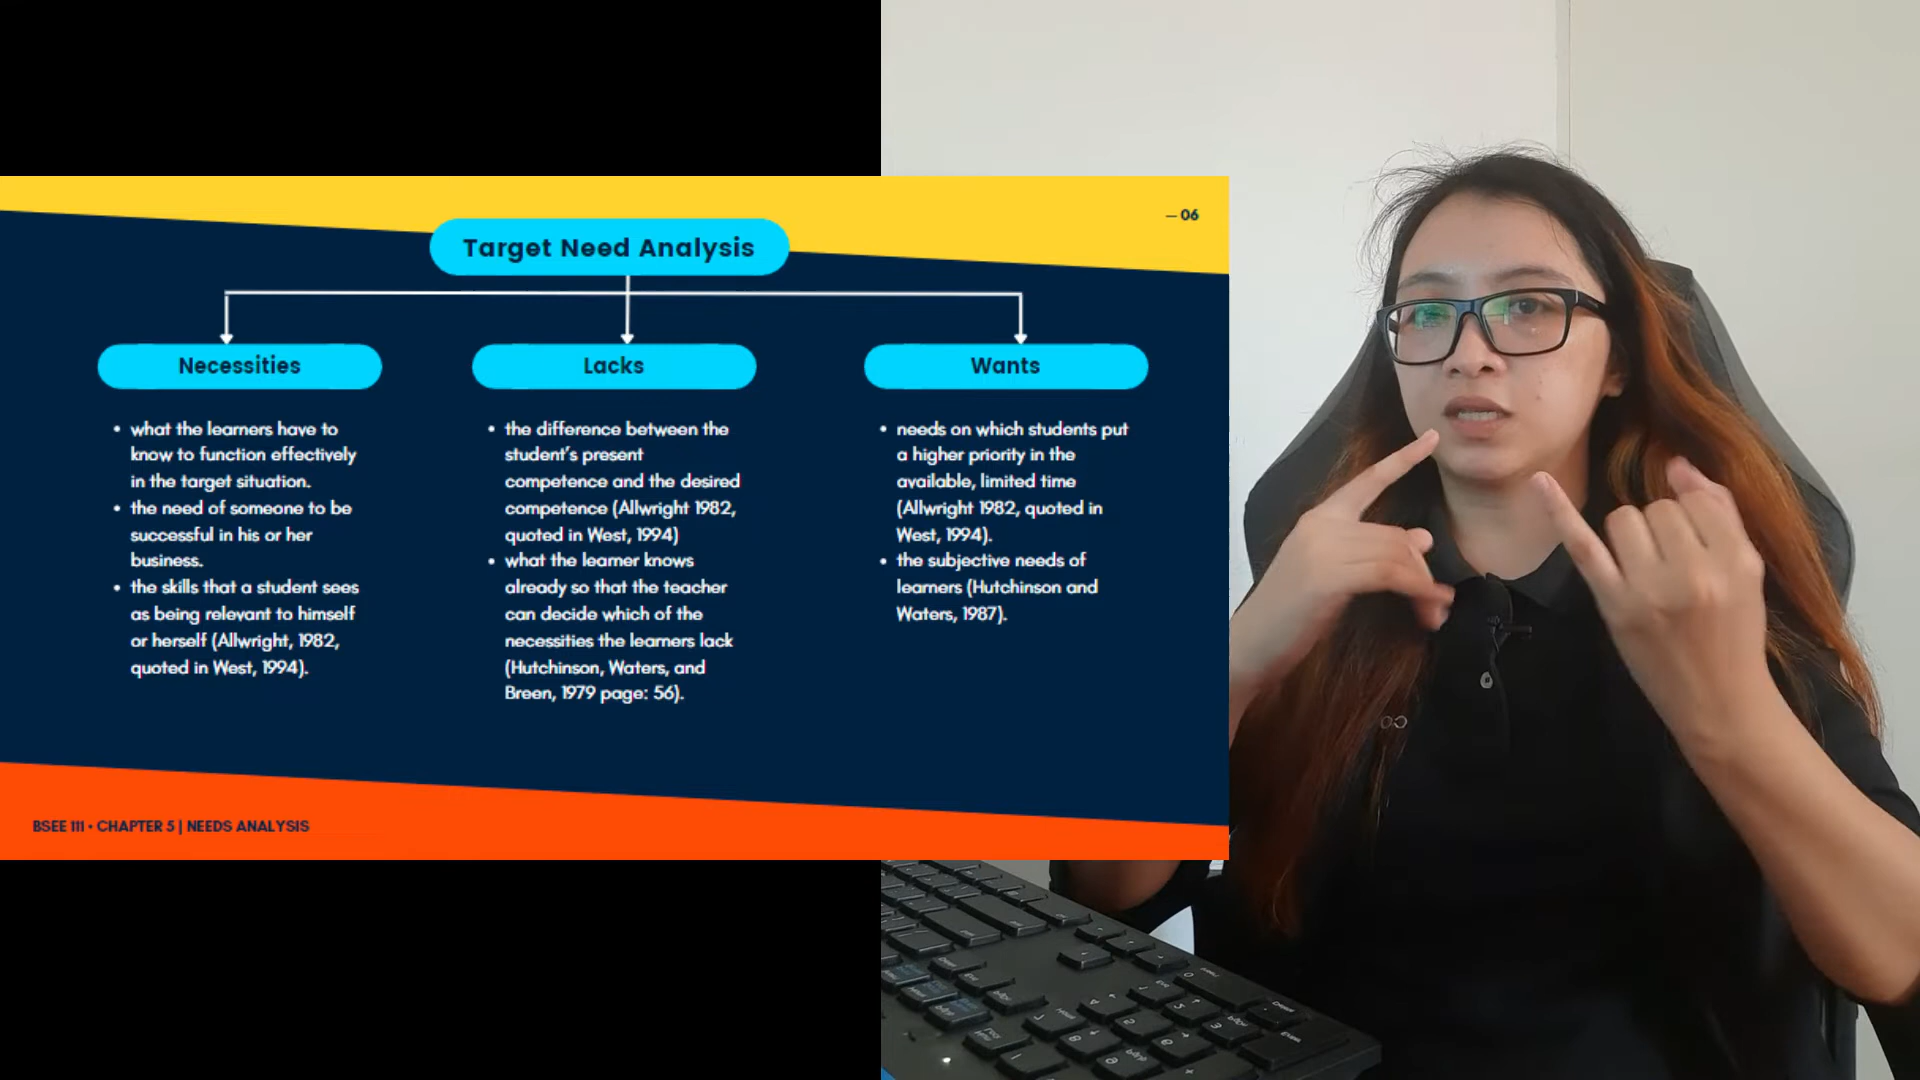 — 06
Target Need Analysis
Necessities
what the learners have to
know to function effectively
in the target situation.
the need of someone to be
successful in his or her
business.
the skills that a student sees
as being relevant to himself
or herself (Allwright, 1982,
quoted in West, 1994).
Lacks
the difference between the
student's present
competence and the desired
competence (Allwright 1982,
quoted in West, 1994)
what the learner knows
already so that the teacher
can decide which of the
necessities the learners lack
(Hutchinson, Waters, and
Breen, 1979 page: 56).
Wants
needs on which students put
a higher priority in the
available, limited time
(Allwright 1982, quoted in
West, 1994).
the subjective needs of
learners (Hutchinson and
Waters, 1987).
BSEE 111 • CHAPTER 5 | NEEDS ANALYSIS